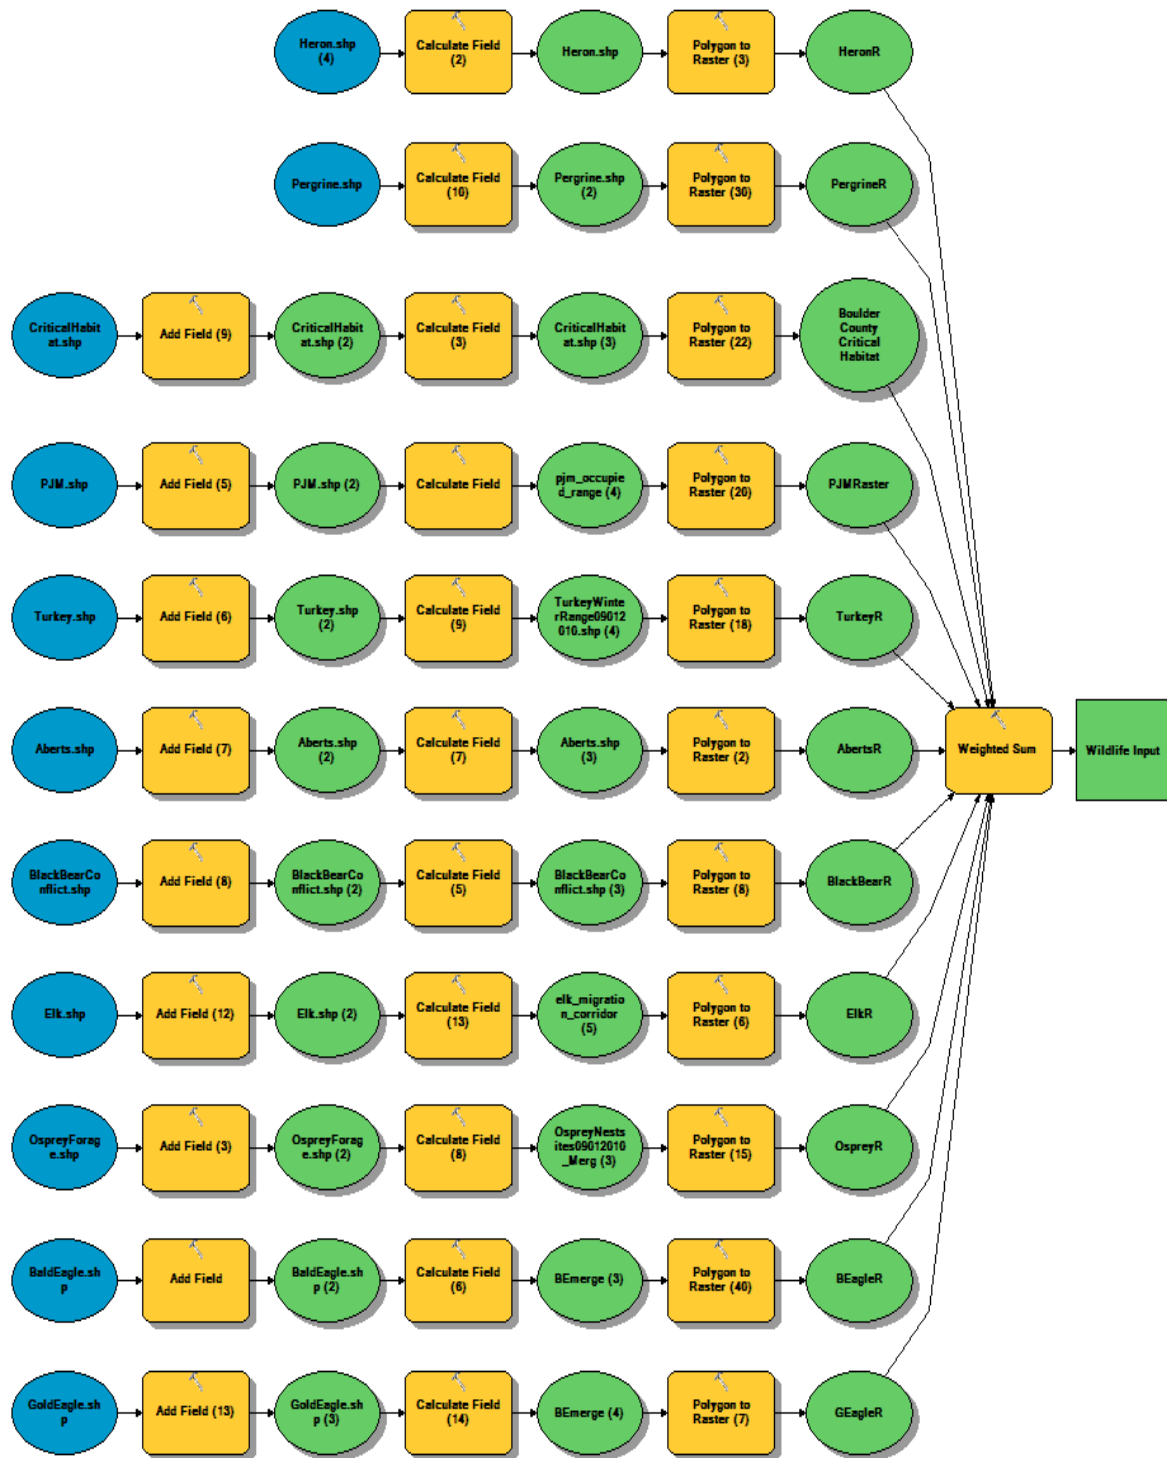 Heron.shp
(4)
Calculate Field
(2)
Heron.shp
Polygon to
Raster (3)
HeronR
Pergrine.shp
Calculate Field
(10)
Pergrine.shp
(2)
Polygon to
Raster (30)
PergrineR
CriticalHabit
at.shp
Add Field (9)
CriticalHabit
at.shp (2)
Calculate Field
(3)
CriticalHabit
at.shp (3)
Polygon to
Raster (22)
Boulder
County
Critical
Habitat
PJM.shp
Add Field (5)
PJM.shp (2)
Calculate Field
pjm_occupie
d_range (4)
Polygon to
Raster (20)
PJMRaster
Turkey.shp
Add Field (6)
Turkey.shp
(2)
Calculate Field
(9)
TurkeyWinte
rRange09012
010.shp (4)
Polygon to
Raster (18)
TurkeyR
Aberts.shp
Add Field (7)
Aberts.shp
(2)
Calculate Field
(7)
Aberts.shp
(3)
Polygon to
Raster (2)
AbertsR
Weighted Sum
Wildlife Input
BlackBearCo
nflict.shp
Add Field (8)
BlackBearCo
nflict.shp (2)
Calculate Field
(5)
BlackBearCo
nflict.shp (3)
Polygon to
Raster (8)
BlackBearR
Elk.shp
Add Field (12)
Elk.shp (2)
Calculate Field
(13)
elk_migratio
n_corridor
(5)
Polygon to
Raster (6)
ElkR
OspreyForag
e.shp
Add Field (3)
OspreyForag
e.shp (2)
Calculate Field
(8)
OspreyNests
ites09012010
_Merg (3)
Polygon to
Raster (15)
OspreyR
BaldEagle.sh
p
Add Field
BaldEagle.sh
p (2)
Calculate Field
(6)
BEmerge (3)
Polygon to
Raster (40)
BEagleR
GoldEagle.sh
p
Add Field (13)
GoldEagle.sh
p (3)
Calculate Field
(14)
BEmerge (4)
Polygon to
Raster (7)
GEagleR